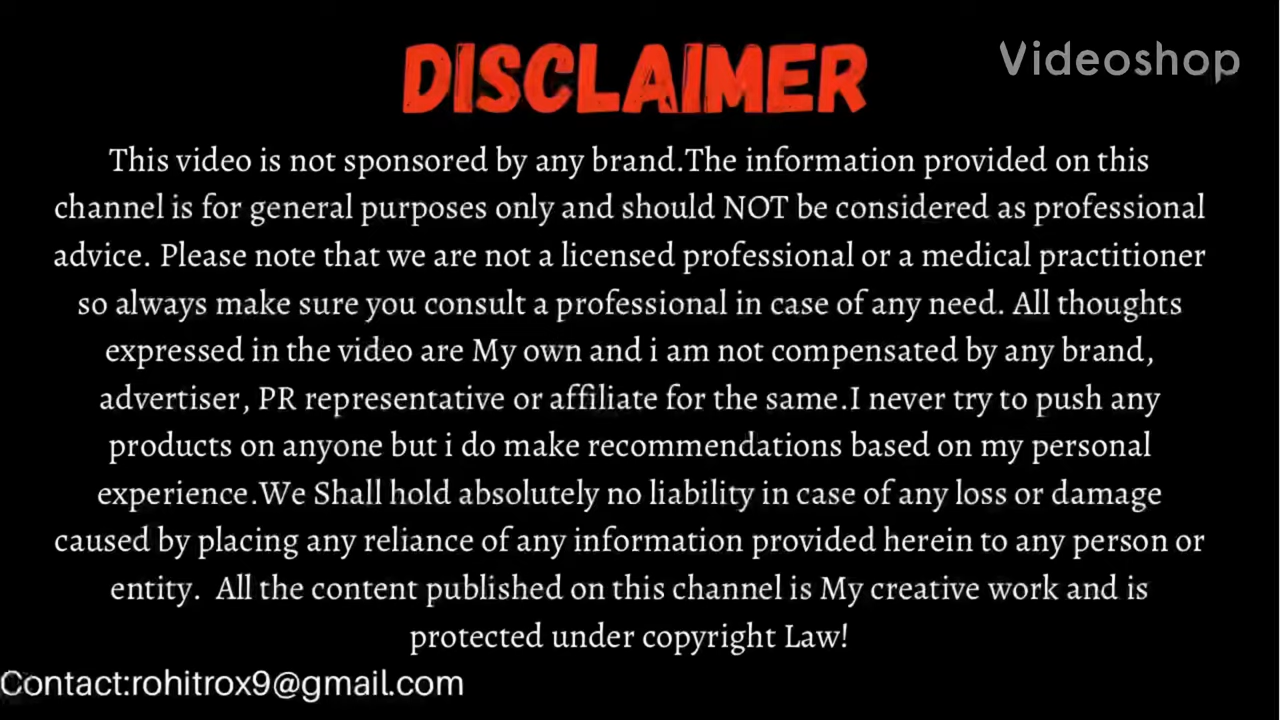 DISCLAIMER
Videoshop
This video is not sponsored by any brand.The information provided on this
channel is for general purposes only and should NOT be considered as professional
advice. Please note that we are not a licensed professional or a medical practitioner
so always make sure you consult a professional in case of any need. All thoughts
expressed in the video are My own and i am not compensated by any brand,
advertiser, PR representative or affiliate for the same.I never try to push any
products on anyone but i do make recommendations based on my personal
experience.We Shall hold absolutely no liability in case of any loss or damage
caused by placing any reliance of any information provided herein to any person or
entity.  All the content published on this channel is My creative work and is
protected under copyright Law!
Contact:rohitrox9@gmail.com